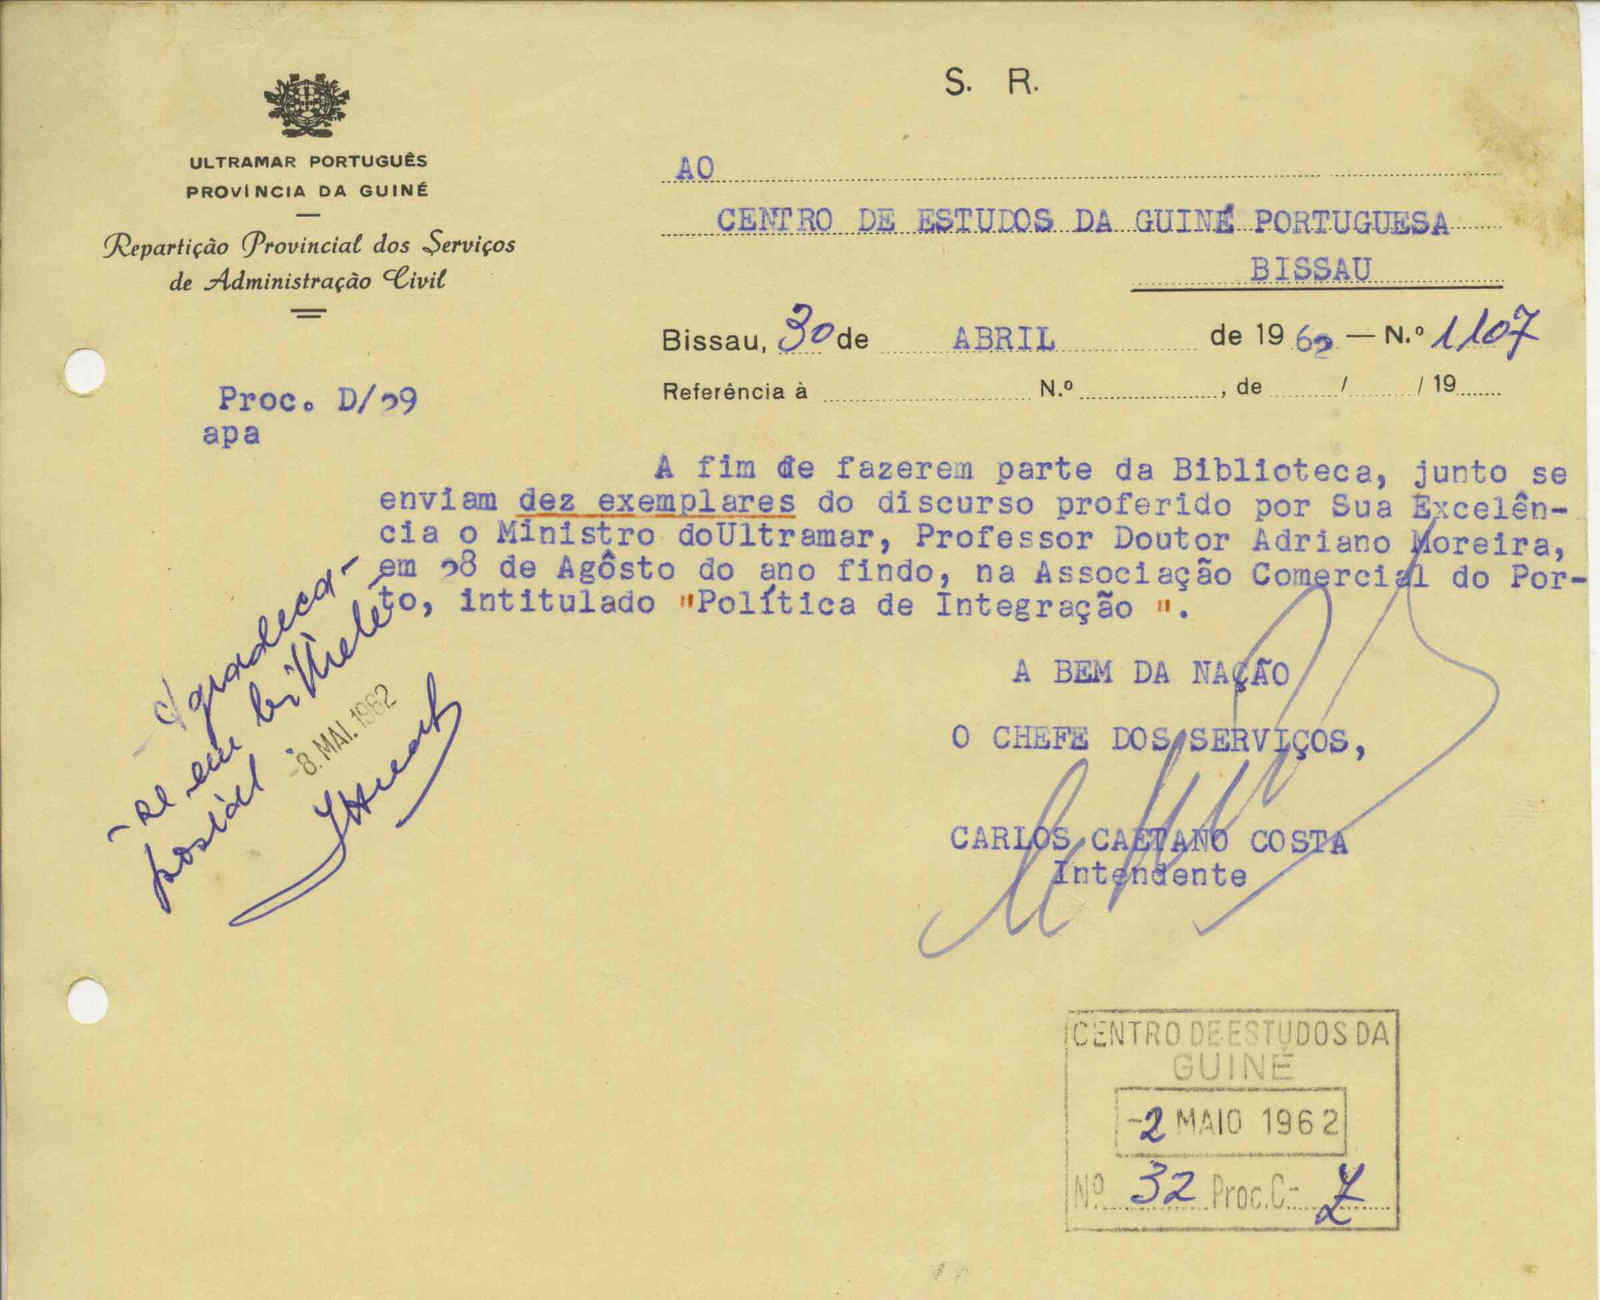 S. R.
ULTRAMAR PORTUGUÊS
PROVÍNCIA DA GUINÉ
Repartição Provincial dos Serviços
de Administração Civil
AO
CENTRO DE ESTUDOS DA GUINÉ PORTUGUESA
BISSAU
Bissau, 30 de ABRIL de 1962 — N.º 1107
Referência à N.º , de / / 19
Proc. D/29
apa
A fim de fazerem parte da Biblioteca, junto se
enviam dez exemplares do discurso proferido por Sua Excelên-
cia o Ministro doUltramar, Professor Doutor Adriano Moreira,
em 28 de Agôsto do ano findo, na Associação Comercial do Por-
to, intitulado "Política de Integração ".
Agradeca-
-se em bilhete
postal
-8. MAI. 1962
A BEM DA NAÇÃO
O CHEFE DOS SERVIÇOS,
CARLOS CAETANO COSTA
Intendente
CENTRO DE ESTUDOS DA
GUINÉ
-2 MAIO 1962
Nº 32 Proc. C.- Z